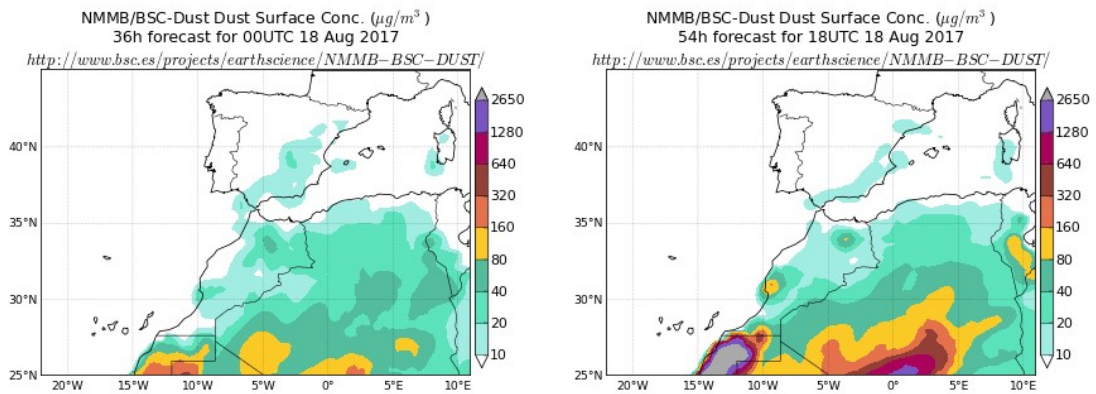 NMMB/BSC-Dust Dust Surface Conc. (μg/m³)
36h forecast for 00UTC 18 Aug 2017
http://www.bsc.es/projects/earthscience/NMMB−BSC−DUST/
40°N
35°N
30°N
25°N
20°W
15°W
10°W
5°W
0°
5°E
10°E
2650
1280
640
320
160
80
40
20
10
NMMB/BSC-Dust Dust Surface Conc. (μg/m³)
54h forecast for 18UTC 18 Aug 2017
http://www.bsc.es/projects/earthscience/NMMB−BSC−DUST/
40°N
35°N
30°N
25°N
20°W
15°W
10°W
5°W
0°
5°E
10°E
2650
1280
640
320
160
80
40
20
10